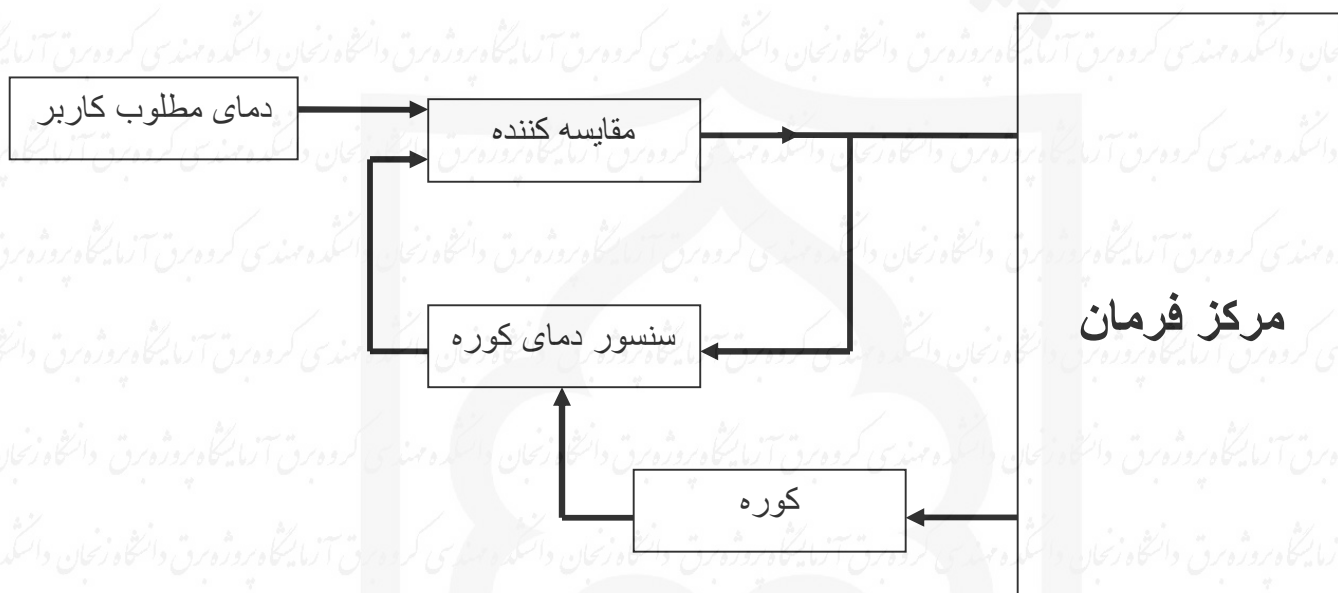 دمای مطلوب کاربر
مقایسه کننده
سنسور دمای کوره
مرکز فرمان
کوره